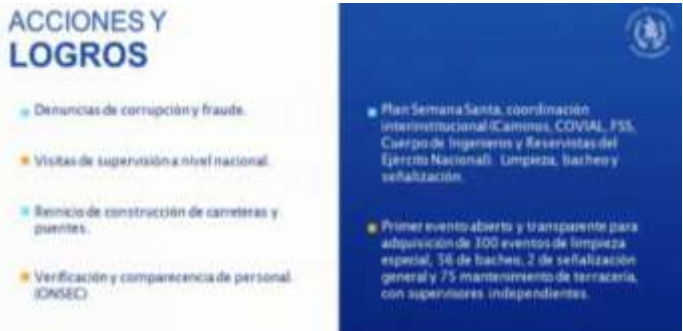 ACCIONES Y
LOGROS
Denuncias de corrupción y fraude.
Visitas de supervisión a nivel nacional.
Reinicio de construcción de carreteras y
puentes.
Verificación y comparecencia de personal
(ONSEC)
Plan Semana Santa, coordinación
interinstitucional (Caminos, COVIAL, FSS,
Cuerpo de Ingenieros y Reservistas del
Ejército Nacional). Limpieza, bacheo y
señalización.
Primer evento abierto y transparente para
adquisición de 300 eventos de limpieza
especial, 56 de bacheo, 2 de señalización
general y 75 mantenimiento de terracería,
con supervisores independientes.